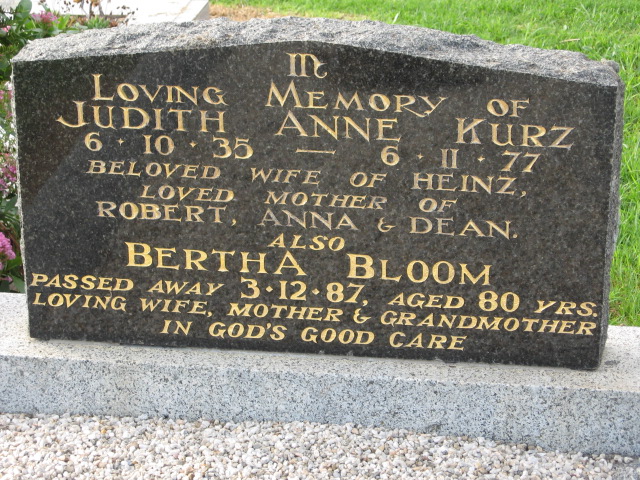 In
Loving Memory of
Judith Anne Kurz
6·10·35 — 6·11·77
Beloved wife of Heinz,
Loved mother of
Robert, Anna & Dean.
Also
Bertha Bloom
Passed away 3·12·87, aged 80 yrs.
Loving wife, mother & grandmother
In God's good care